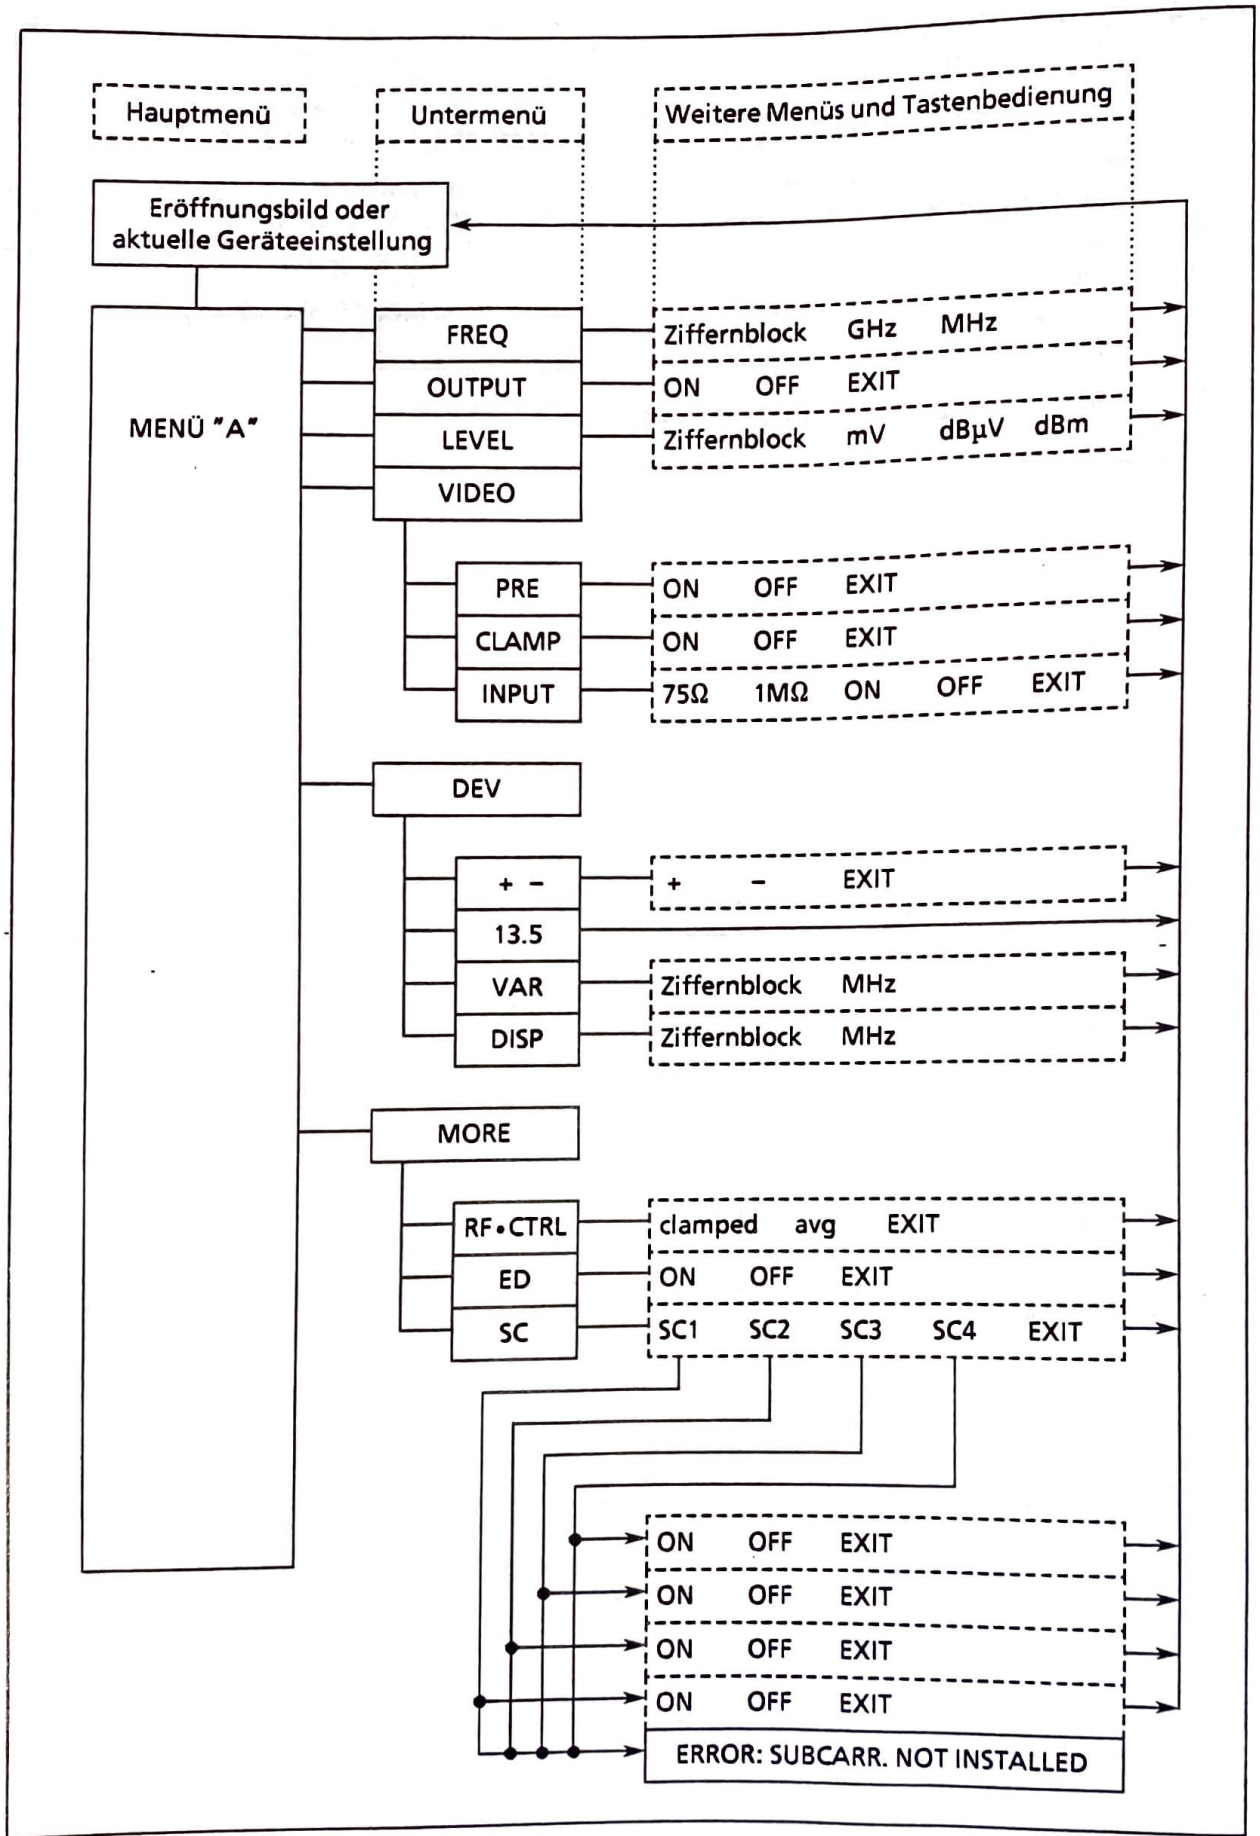 Hauptmenü Untermenü Weitere Menüs und Tastenbedienung
Eröffnungsbild oder
aktuelle Geräteeinstellung
MENÜ "A"
FREQ Ziffernblock GHz MHz
OUTPUT ON OFF EXIT
LEVEL Ziffernblock mV dBµV dBm
VIDEO
PRE ON OFF EXIT
CLAMP ON OFF EXIT
INPUT 75Ω 1MΩ ON OFF EXIT
DEV
+ - + - EXIT
13.5
VAR Ziffernblock MHz
DISP Ziffernblock MHz
MORE
RF•CTRL clamped avg EXIT
ED ON OFF EXIT
SC SC1 SC2 SC3 SC4 EXIT
ON OFF EXIT
ON OFF EXIT
ON OFF EXIT
ON OFF EXIT
ERROR: SUBCARR. NOT INSTALLED